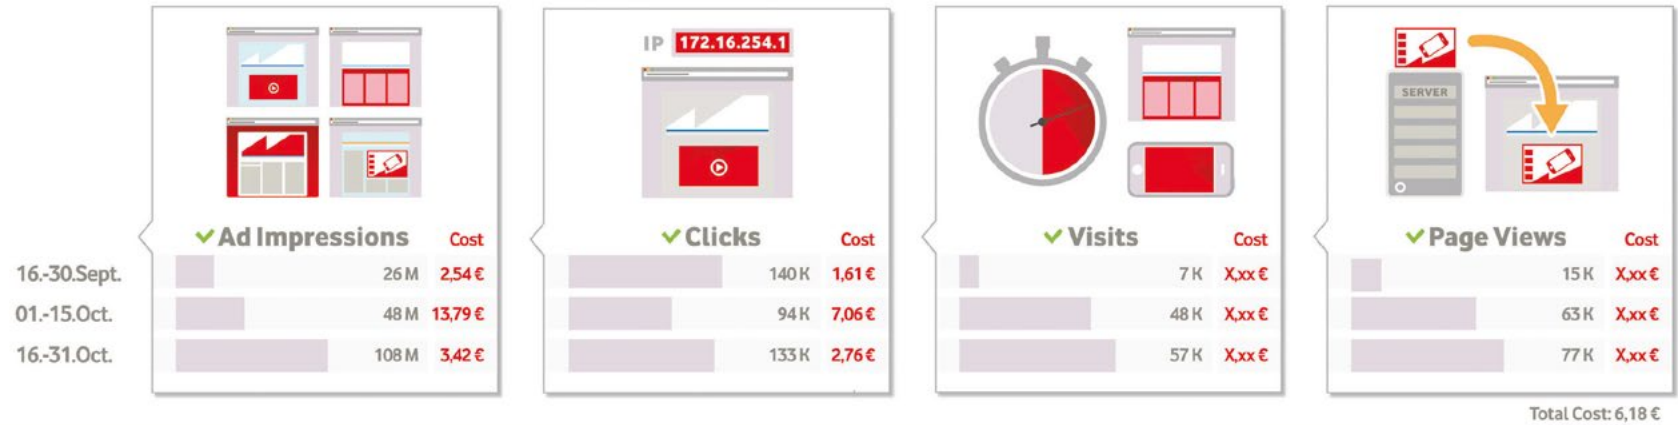 IP 172.16.254.1
SERVER
Ad Impressions Cost
Clicks Cost
Visits Cost
Page Views Cost
16.-30.Sept. 26 M 2,54 € 140 K 1,61 € 7 K X,xx € 15 K X,xx €
01.-15.Oct. 48 M 13,79 € 94 K 7,06 € 48 K X,xx € 63 K X,xx €
16.-31.Oct. 108 M 3,42 € 133 K 2,76 € 57 K X,xx € 77 K X,xx €
Total Cost: 6,18 €